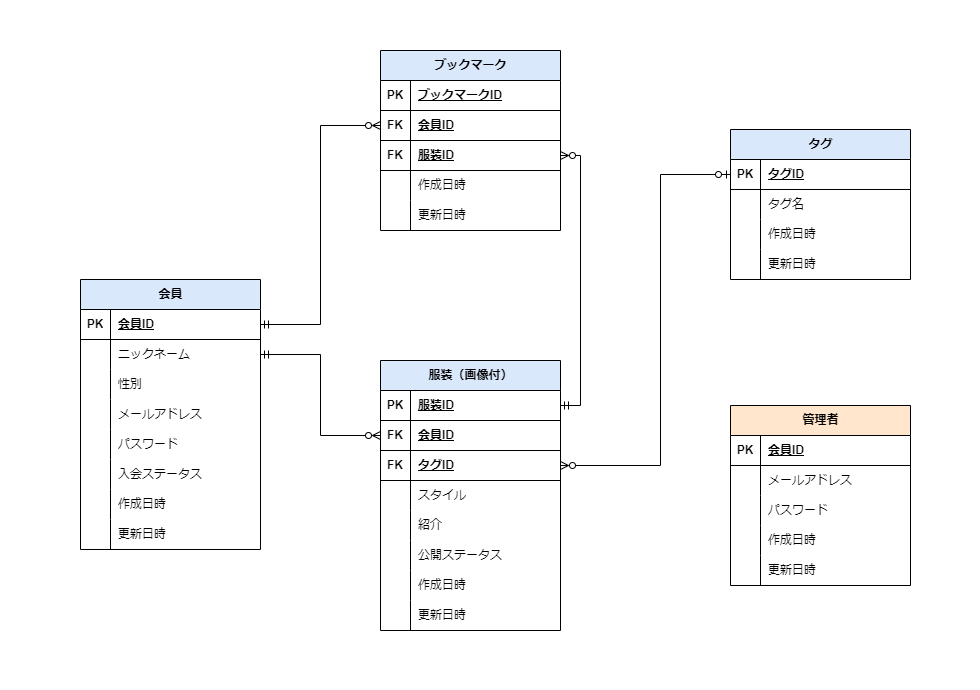 ブックマーク
PK ブックマークID
FK 会員ID
FK 服装ID
作成日時
更新日時
タグ
PK タグID
タグ名
作成日時
更新日時
会員
PK 会員ID
ニックネーム
性別
メールアドレス
パスワード
入会ステータス
作成日時
更新日時
服装（画像付）
PK 服装ID
FK 会員ID
FK タグID
スタイル
紹介
公開ステータス
作成日時
更新日時
管理者
PK 会員ID
メールアドレス
パスワード
作成日時
更新日時